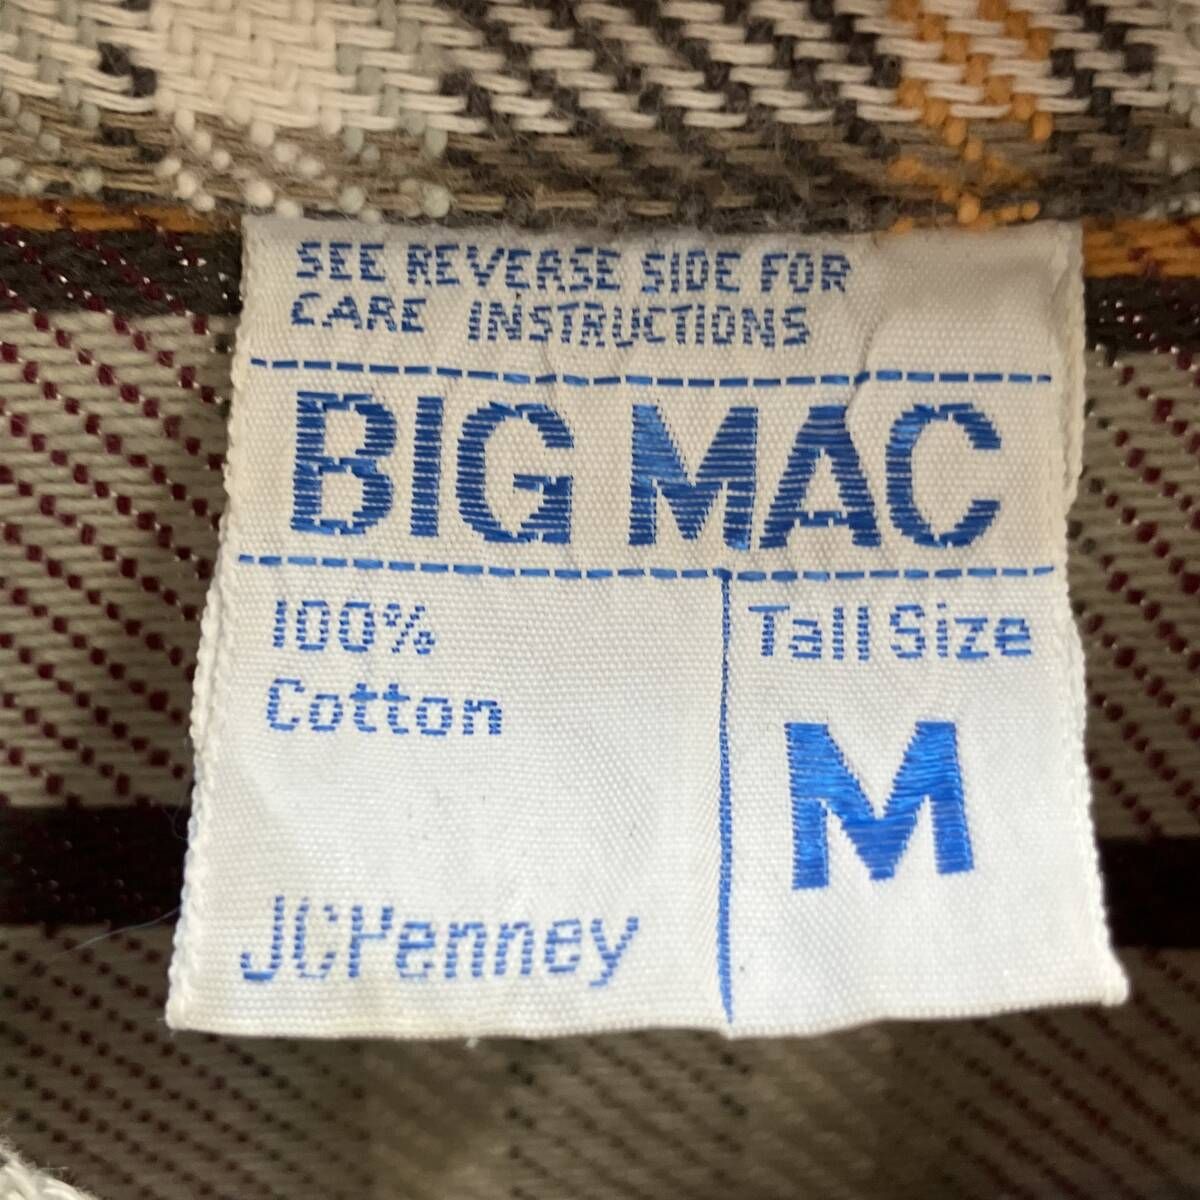 SEE REVERSE SIDE FOR
CARE INSTRUCTIONS
BIG MAC
100%
Cotton
Tall Size
M
JCPenney